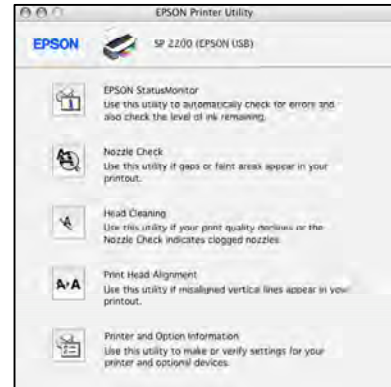 EPSON Printer Utility
EPSON
SP 2200 (EPSON USB)
EPSON StatusMonitor
Use this utility to automatically check for errors and
also check the level of ink remaining.
Nozzle Check
Use this utility if gaps or faint areas appear in your
printout.
Head Cleaning
Use this utility if your print quality declines or the
Nozzle Check indicates clogged nozzles.
Print Head Alignment
Use this utility if misaligned vertical lines appear in your
printout.
Printer and Option Information
Use this utility to make or verify settings for your
printer and optional devices.